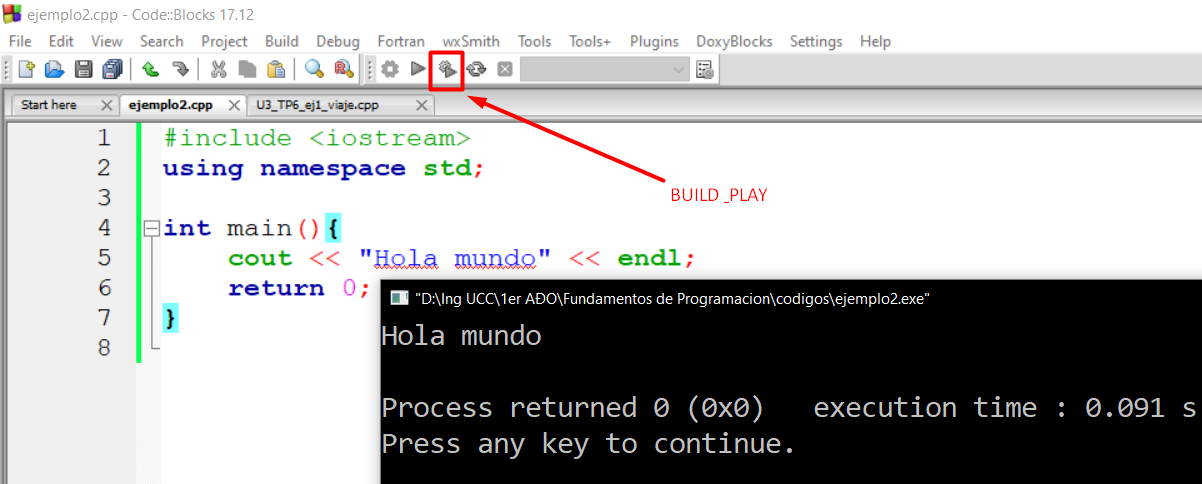 ejemplo2.cpp - Code::Blocks 17.12
File Edit View Search Project Build Debug Fortran wxSmith Tools Tools+ Plugins DoxyBlocks Settings Help
Start here ejemplo2.cpp U3_TP6_ej1_viaje.cpp
1 #include <iostream>
2 using namespace std;
3
BUILD _PLAY
4 int main(){
5 cout << "Hola mundo" << endl;
6 return 0;
7 }
8
"D:\Ing UCC\1er AÐO\Fundamentos de Programacion\codigos\ejemplo2.exe"
Hola mundo
Process returned 0 (0x0) execution time : 0.091 s
Press any key to continue.